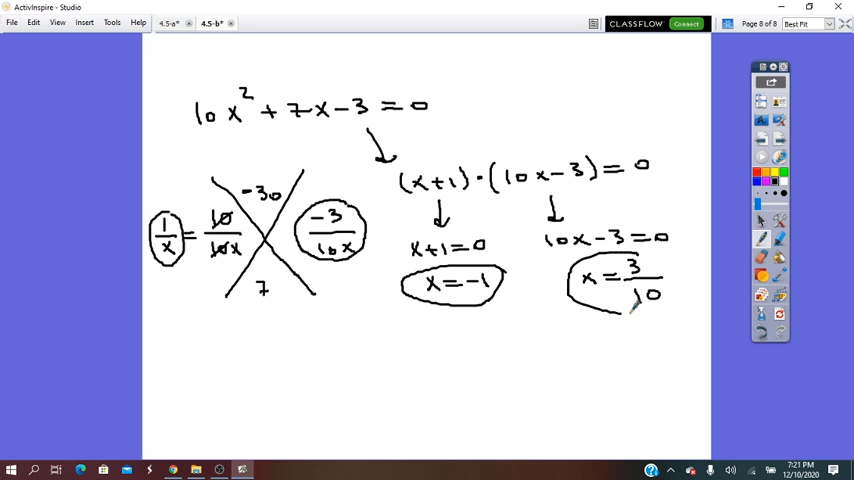 ActivInspire - Studio
File Edit View Insert Tools Help
4.5-a* 4.5-b*
CLASSFLOW Connect
Page 8 of 8
Best Fit
10x² + 7x - 3 = 0
(x+1) · (10x - 3) = 0
-30
1/x = 10/10x
-3/10x
7
x+1 = 0
10x - 3 = 0
x = -1
x = 3/10
7:21 PM
12/10/2020